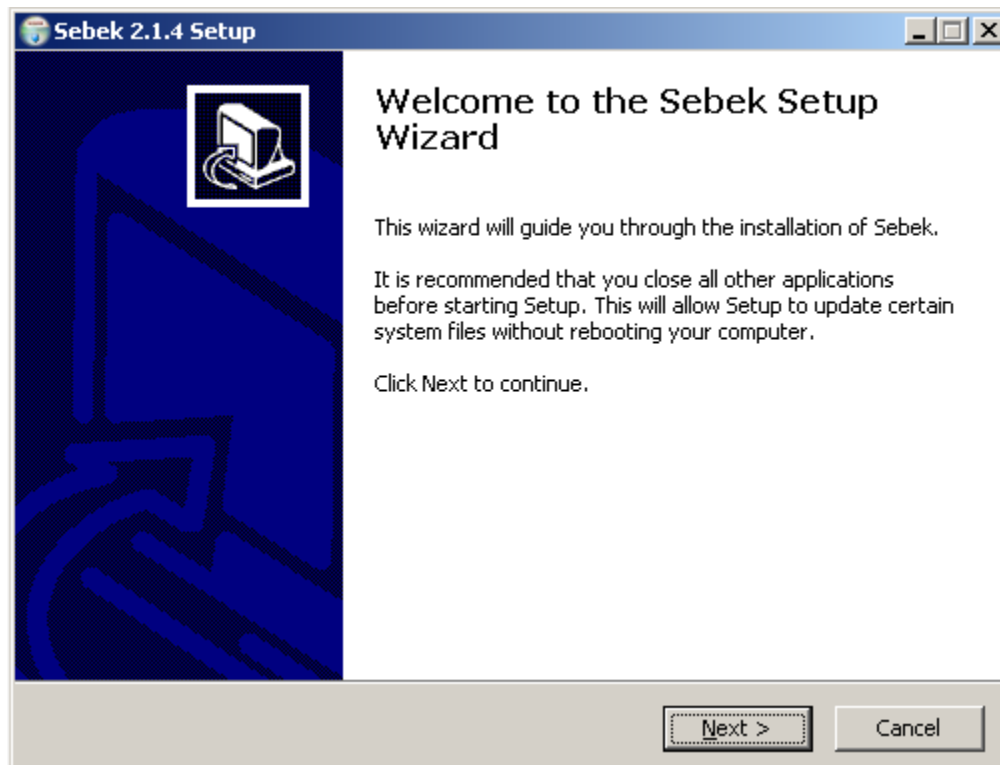 Sebek 2.1.4 Setup
Welcome to the Sebek Setup
Wizard
This wizard will guide you through the installation of Sebek.
It is recommended that you close all other applications
before starting Setup. This will allow Setup to update certain
system files without rebooting your computer.
Click Next to continue.
Next >
Cancel